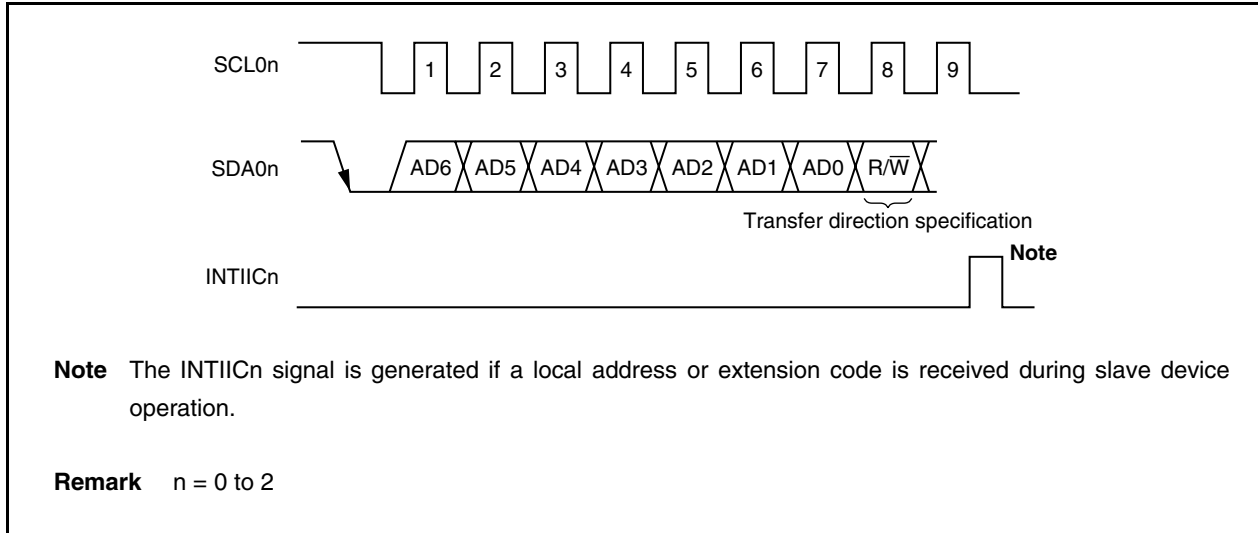 SCL0n 1 2 3 4 5 6 7 8 9
SDA0n AD6 AD5 AD4 AD3 AD2 AD1 AD0 R/W̅
Transfer direction specification
INTIICn Note
Note The INTIICn signal is generated if a local address or extension code is received during slave device
operation.
Remark n = 0 to 2